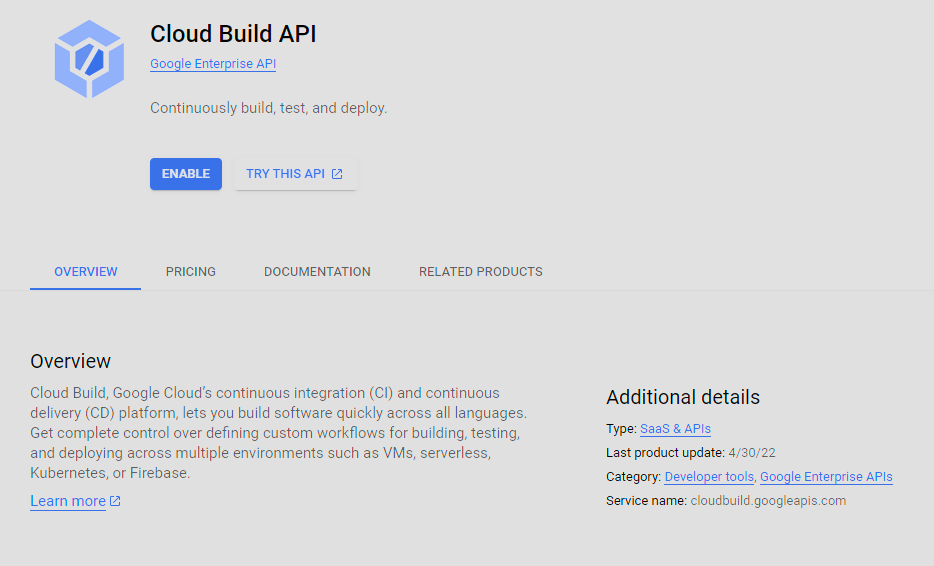 Cloud Build API
Google Enterprise API
Continuously build, test, and deploy.
ENABLE
TRY THIS API
OVERVIEW
PRICING
DOCUMENTATION
RELATED PRODUCTS
Overview
Cloud Build, Google Cloud's continuous integration (CI) and continuous
delivery (CD) platform, lets you build software quickly across all languages.
Get complete control over defining custom workflows for building, testing,
and deploying across multiple environments such as VMs, serverless,
Kubernetes, or Firebase.
Learn more
Additional details
Type: SaaS & APIs
Last product update: 4/30/22
Category: Developer tools, Google Enterprise APIs
Service name: cloudbuild.googleapis.com